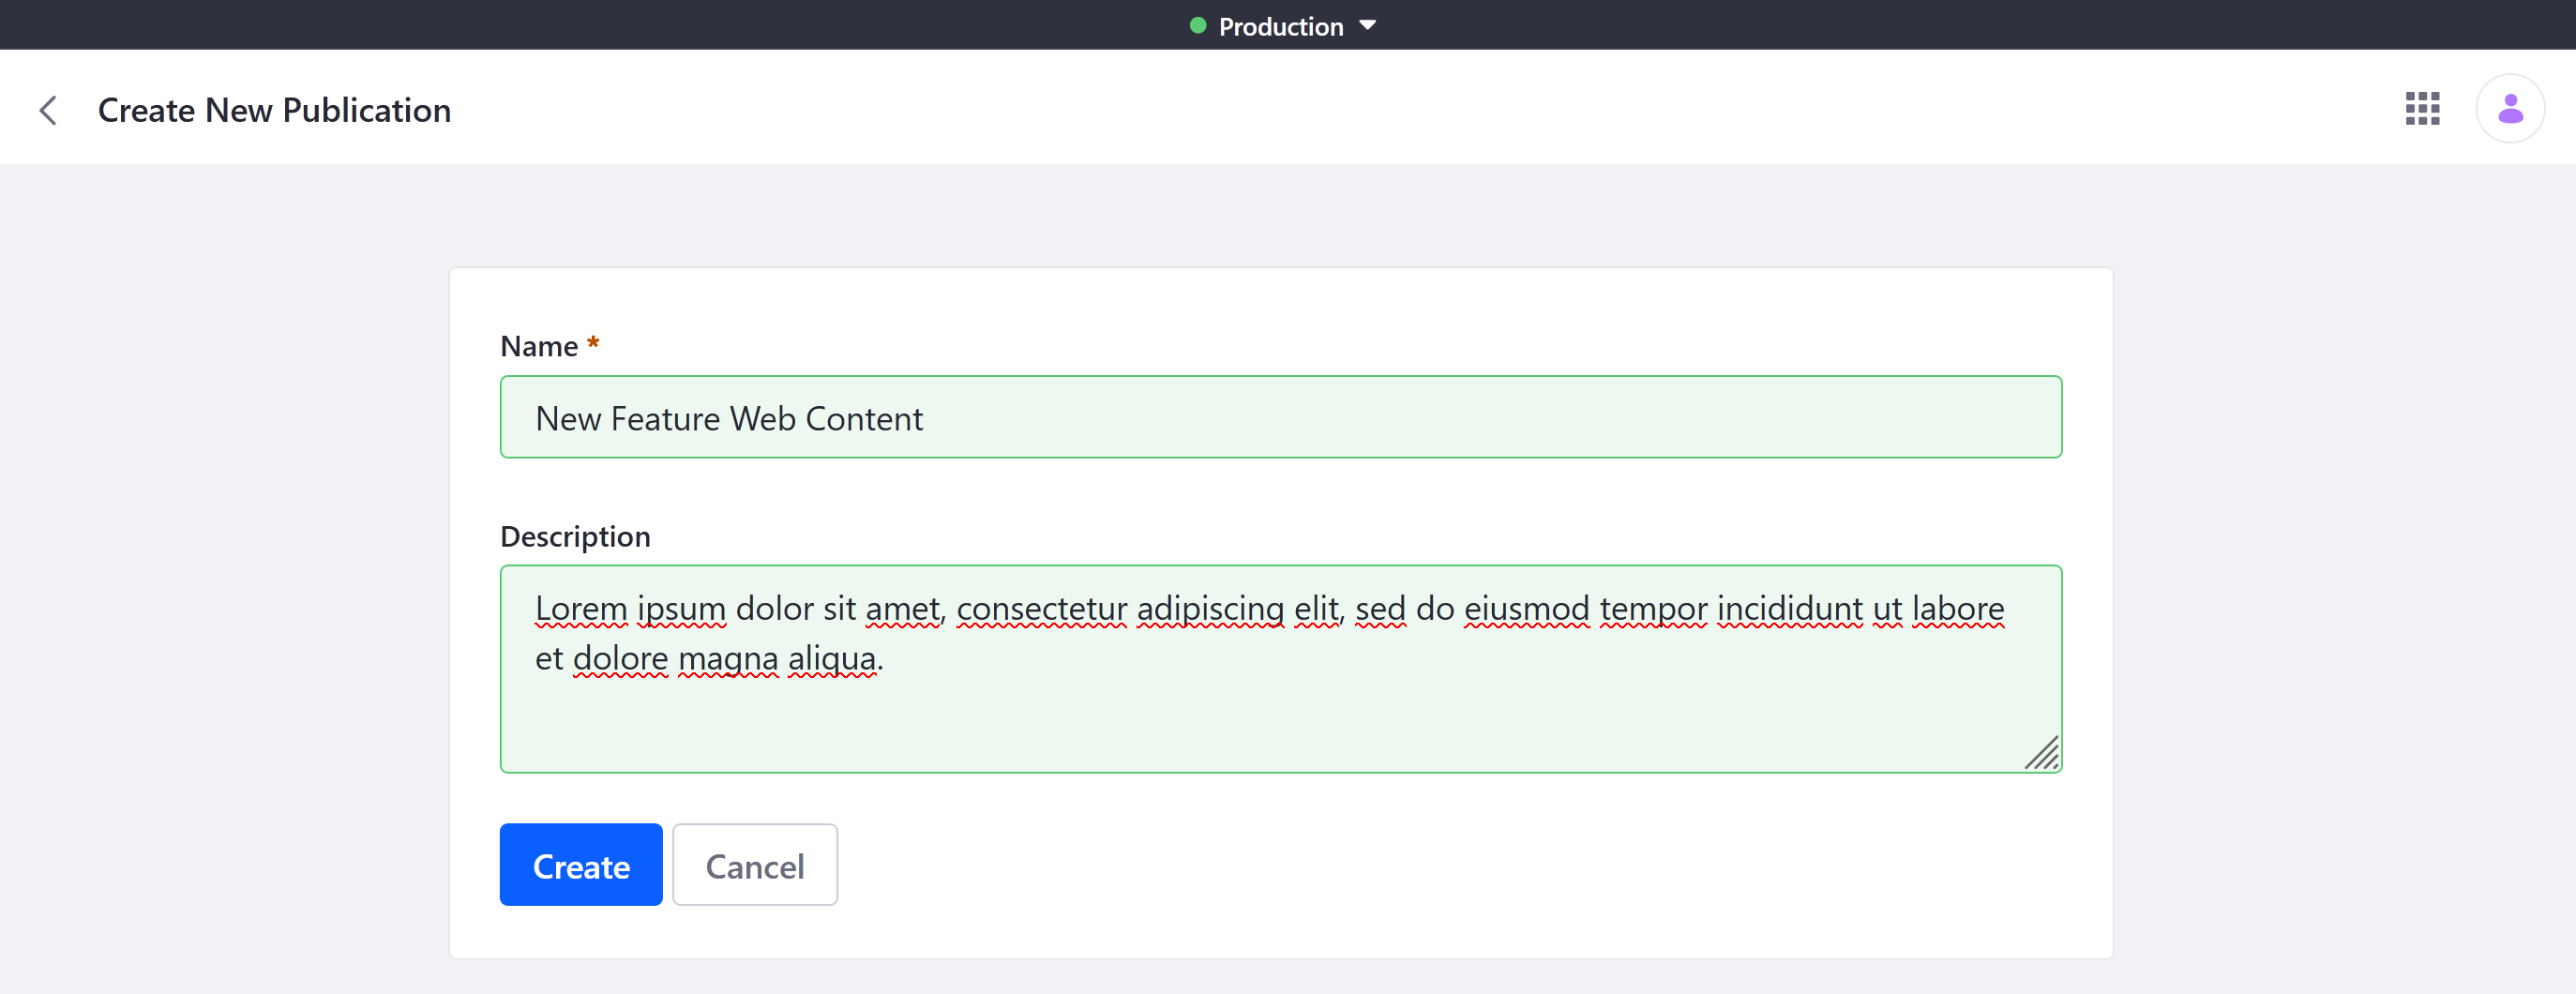 Production
Create New Publication
Name *
New Feature Web Content
Description
Lorem ipsum dolor sit amet, consectetur adipiscing elit, sed do eiusmod tempor incididunt ut labore
et dolore magna aliqua.
Create Cancel